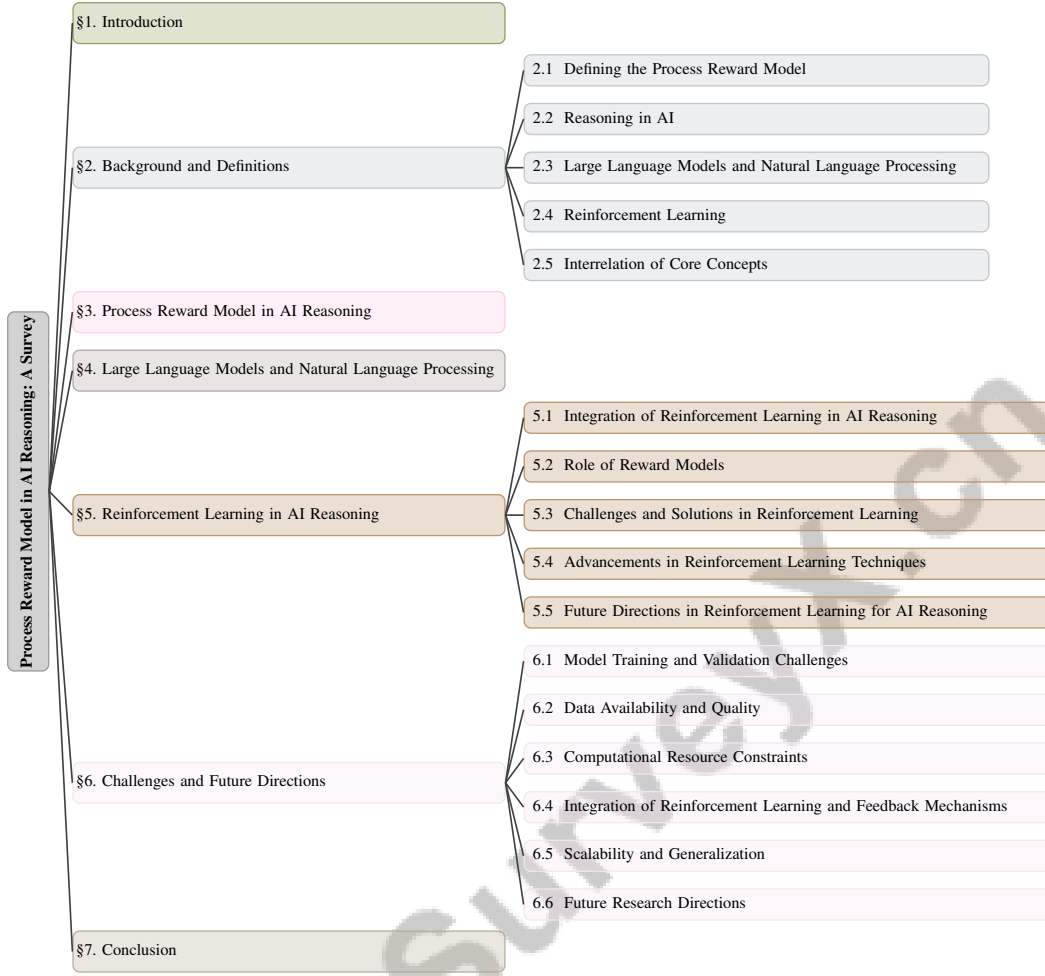 Process Reward Model in AI Reasoning: A Survey
§1. Introduction
§2. Background and Definitions
2.1 Defining the Process Reward Model
2.2 Reasoning in AI
2.3 Large Language Models and Natural Language Processing
2.4 Reinforcement Learning
2.5 Interrelation of Core Concepts
§3. Process Reward Model in AI Reasoning
§4. Large Language Models and Natural Language Processing
§5. Reinforcement Learning in AI Reasoning
5.1 Integration of Reinforcement Learning in AI Reasoning
5.2 Role of Reward Models
5.3 Challenges and Solutions in Reinforcement Learning
5.4 Advancements in Reinforcement Learning Techniques
5.5 Future Directions in Reinforcement Learning for AI Reasoning
§6. Challenges and Future Directions
6.1 Model Training and Validation Challenges
6.2 Data Availability and Quality
6.3 Computational Resource Constraints
6.4 Integration of Reinforcement Learning and Feedback Mechanisms
6.5 Scalability and Generalization
6.6 Future Research Directions
§7. Conclusion
SurveyX.cn